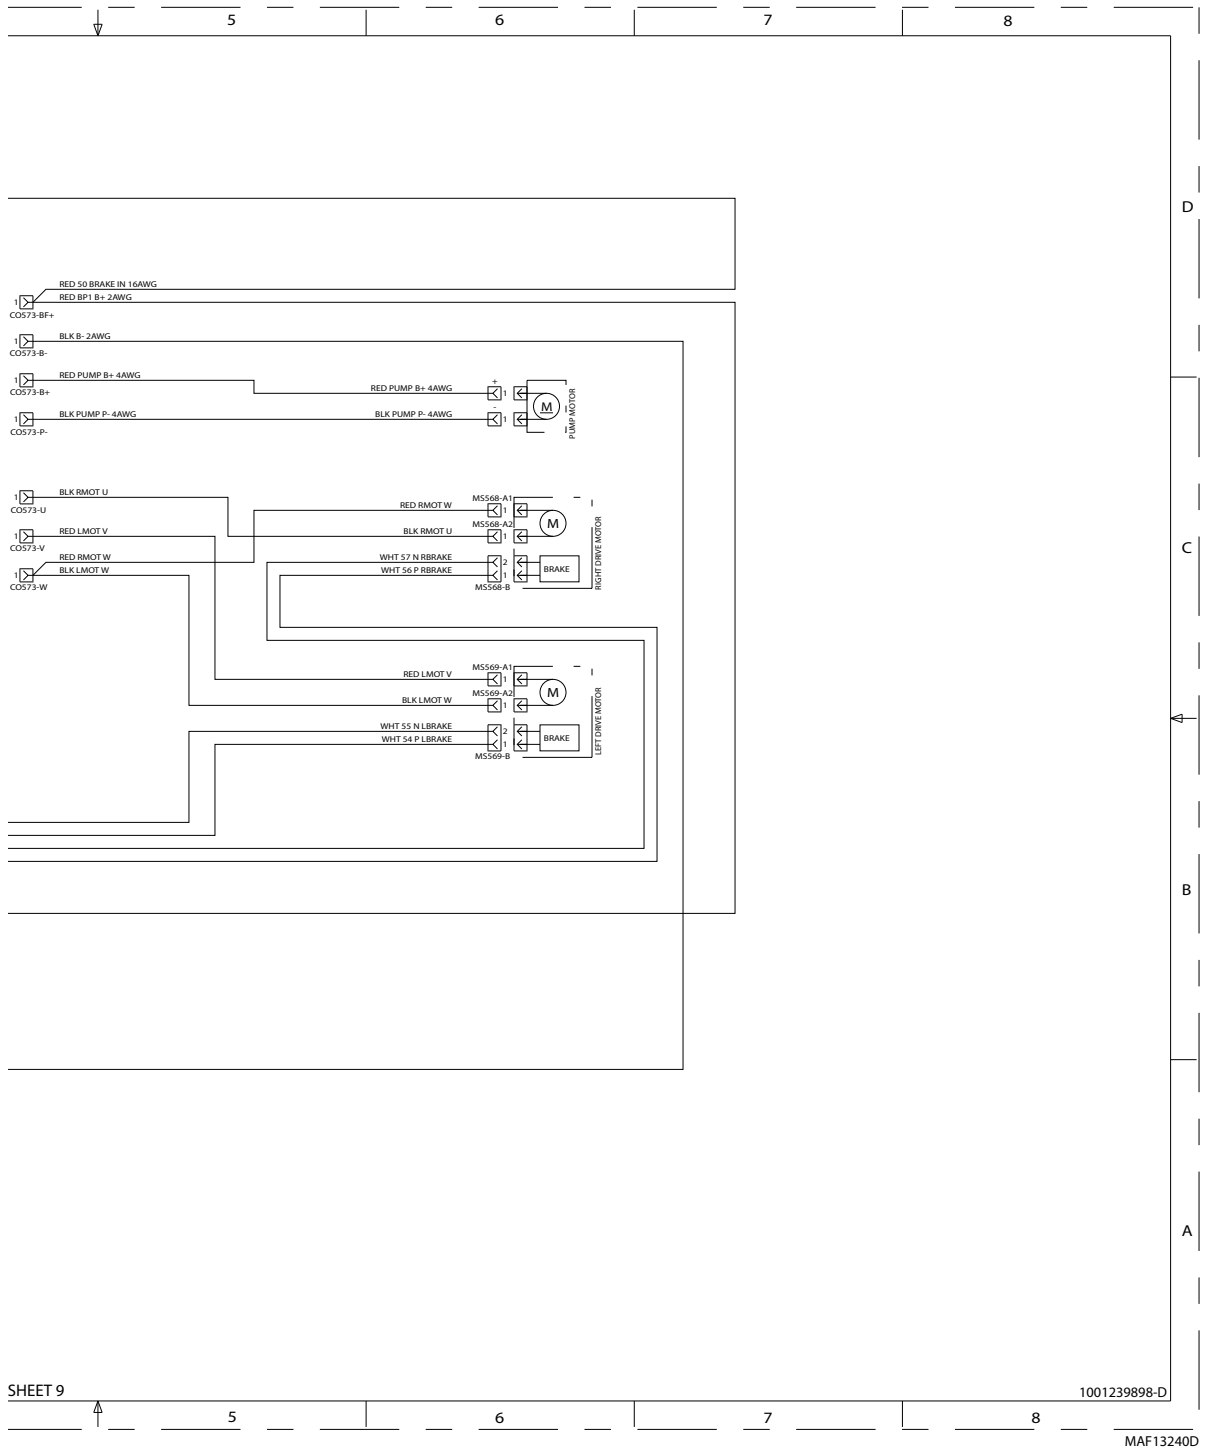 5 6 7 8
D
RED 50 BRAKE IN 16AWG
RED BP1 B+ 2AWG
1
CO573-BF+
BLK B- 2AWG
1
CO573-B-
RED PUMP B+ 4AWG
1
CO573-B+
RED PUMP B+ 4AWG
+
1
M
PUMP MOTOR
BLK PUMP P- 4AWG
1
CO573-P-
BLK PUMP P- 4AWG
-
1
BLK RMOT U
1
CO573-U
MS568-A1
RED RMOT W
1
M
RIGHT DRIVE MOTOR
RED LMOT V
1
CO573-V
MS568-A2
BLK RMOT U
1
C
RED RMOT W
BLK LMOT W
1
CO573-W
WHT 57 N RBRAKE
2
WHT 56 P RBRAKE
1
BRAKE
MS568-B
MS569-A1
RED LMOT V
1
M
LEFT DRIVE MOTOR
MS569-A2
BLK LMOT W
1
WHT 55 N LBRAKE
2
WHT 54 P LBRAKE
1
BRAKE
MS569-B
B
A
SHEET 9
1001239898-D
5 6 7 8
MAF13240D